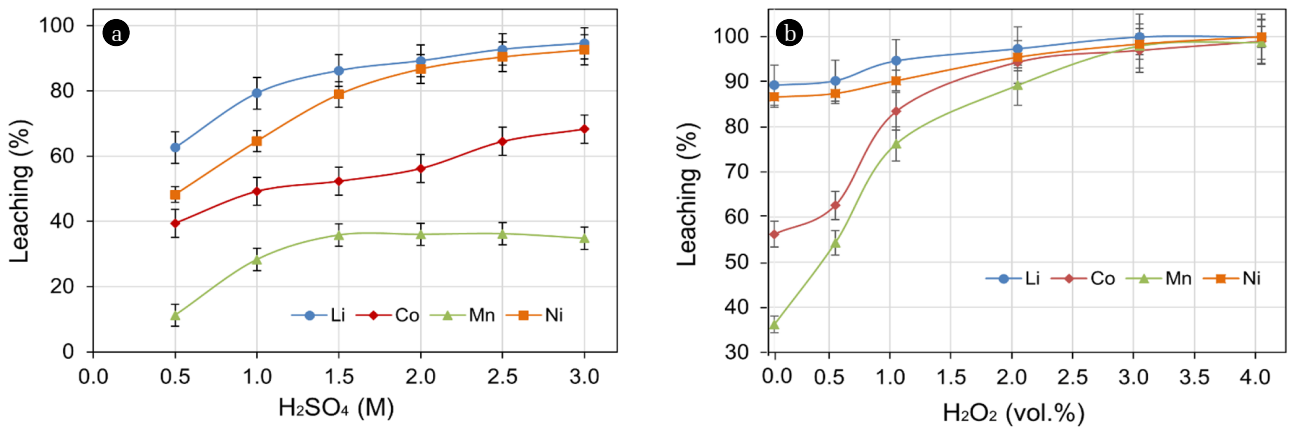 a
Leaching (%)
100
80
60
40
20
0
0.0 0.5 1.0 1.5 2.0 2.5 3.0
Li Co Mn Ni
H₂SO₄ (M)
b
Leaching (%)
100
90
80
70
60
50
40
30
0.0 0.5 1.0 1.5 2.0 2.5 3.0 3.5 4.0
Li Co Mn Ni
H₂O₂ (vol.%)